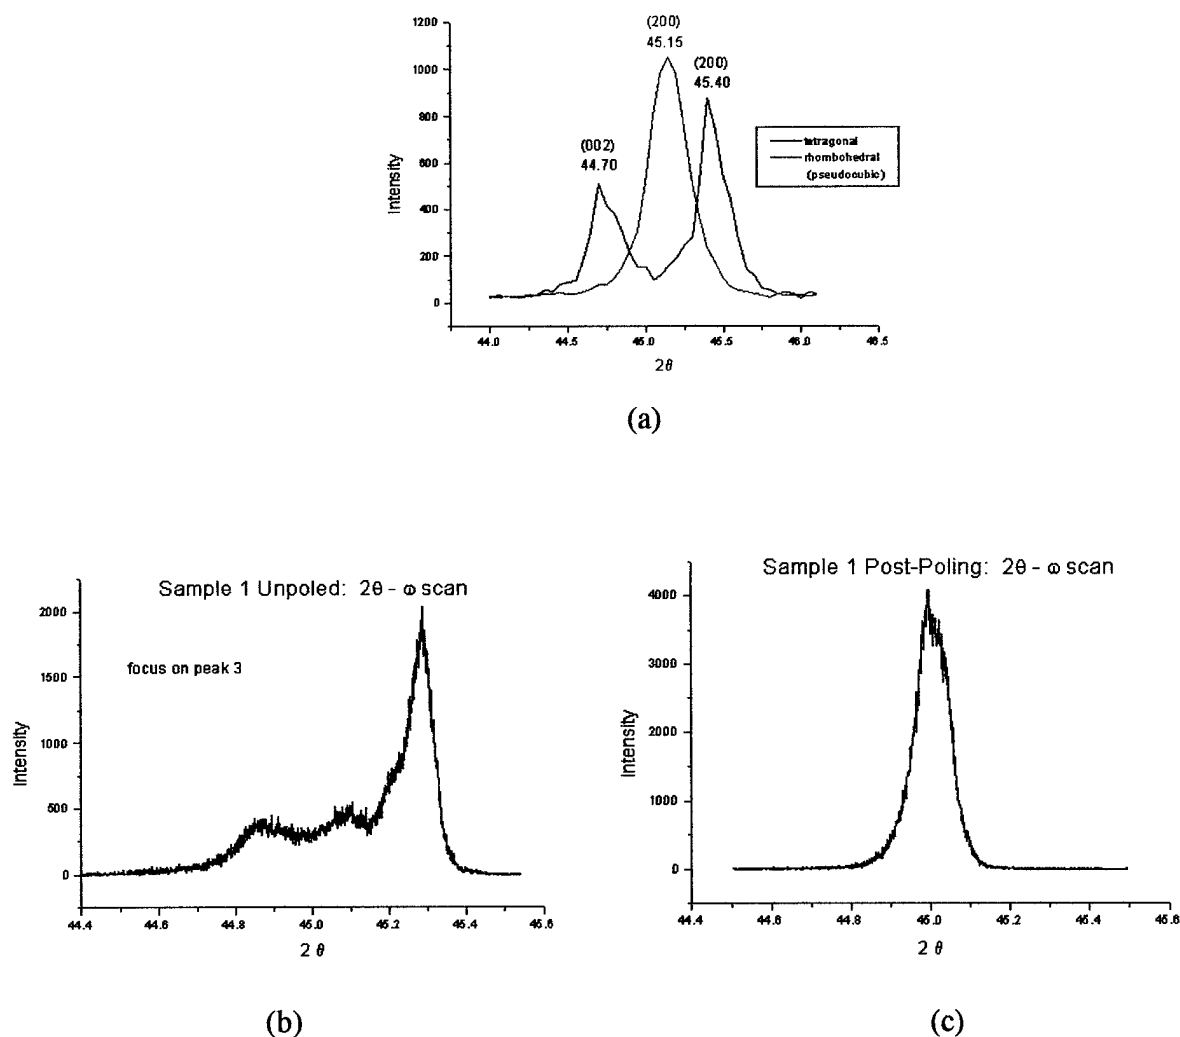 (200)
45.15
(200)
45.40
(002)
44.70
1200
1000
800
600
400
200
0
Intensity
tetragonal
rhombohedral
(pseudocubic)
44.0 44.5 45.0 45.5 46.0 46.5
2θ
(a)
Sample 1 Unpoled: 2θ - ω scan
focus on peak 3
2000
1500
1000
500
0
Intensity
44.4 44.6 44.8 45.0 45.2 45.4 45.6
2 θ
(b)
Sample 1 Post-Poling: 2θ - ω scan
4000
3000
2000
1000
0
Intensity
44.4 44.6 44.8 45.0 45.2 45.4 45.6
2 θ
(c)